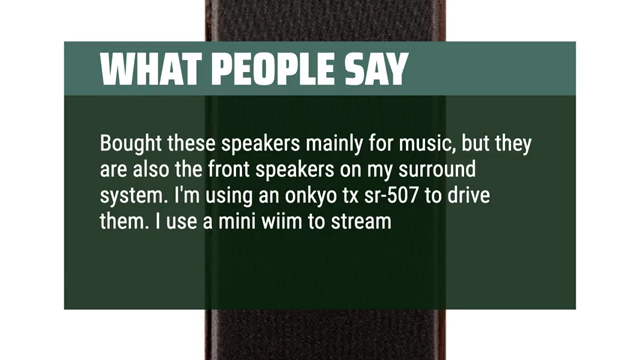 WHAT PEOPLE SAY
Bought these speakers mainly for music, but they
are also the front speakers on my surround
system. I'm using an onkyo tx sr-507 to drive
them. I use a mini wiim to stream